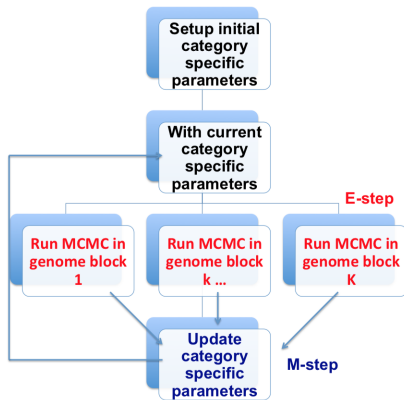 Setup initial
category
specific
parameters
With current
category
specific
parameters
E-step
Run MCMC in
genome block
1
Run MCMC in
genome block
k ...
Run MCMC in
genome block
K
Update
category
specific
parameters
M-step